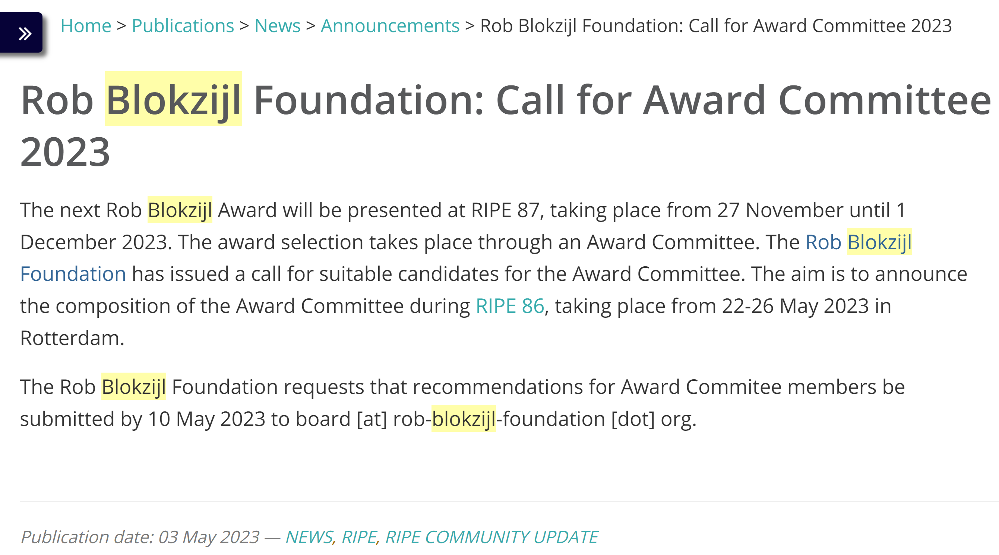 Home > Publications > News > Announcements > Rob Blokzijl Foundation: Call for Award Committee 2023
Rob Blokzijl Foundation: Call for Award Committee
2023
The next Rob Blokzijl Award will be presented at RIPE 87, taking place from 27 November until 1
December 2023. The award selection takes place through an Award Committee. The Rob Blokzijl
Foundation has issued a call for suitable candidates for the Award Committee. The aim is to announce
the composition of the Award Committee during RIPE 86, taking place from 22-26 May 2023 in
Rotterdam.
The Rob Blokzijl Foundation requests that recommendations for Award Commitee members be
submitted by 10 May 2023 to board [at] rob-blokzijl-foundation [dot] org.
Publication date: 03 May 2023 — NEWS, RIPE, RIPE COMMUNITY UPDATE